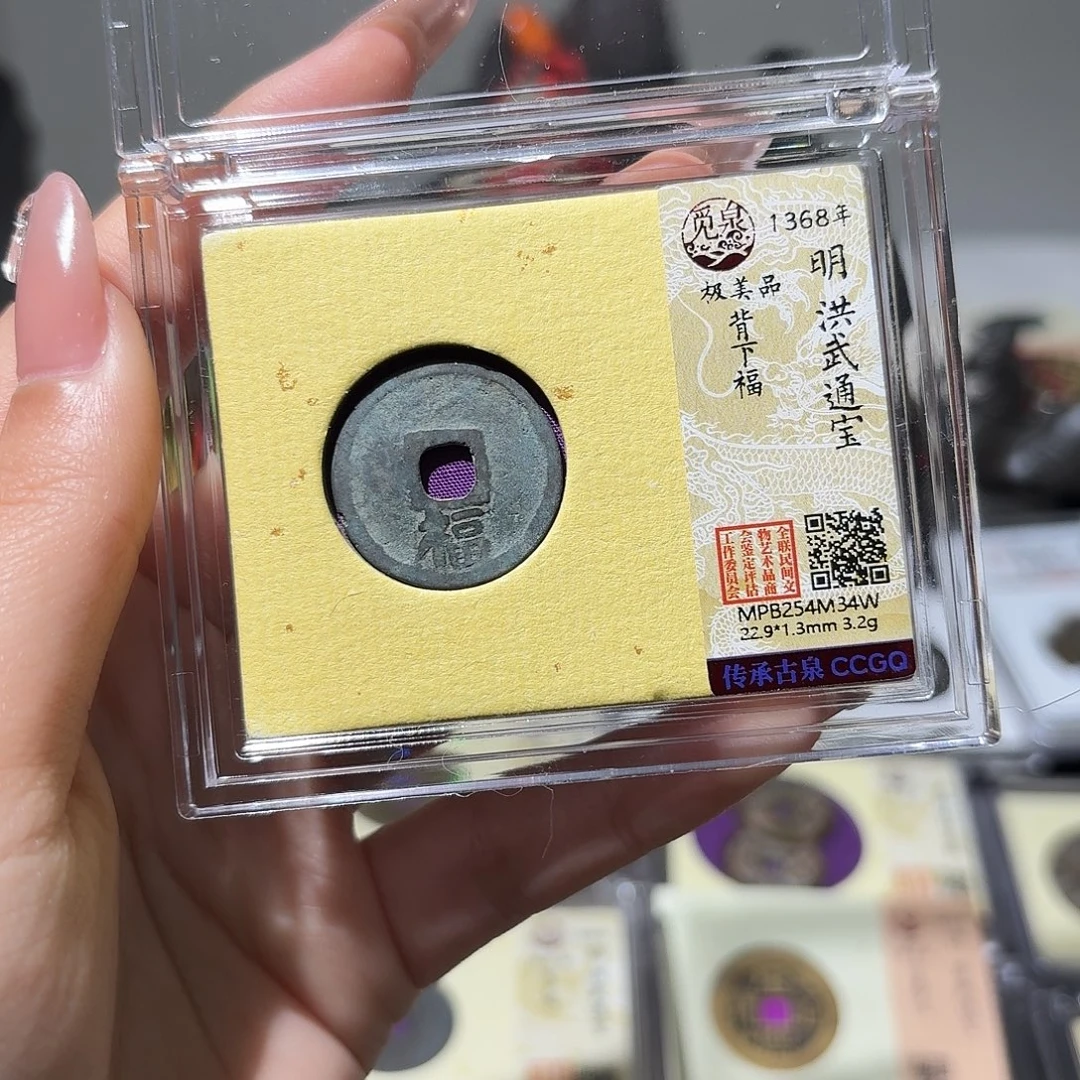 福
觅泉
1368年
明 洪武通宝
极美品
背下福
全联民间文
物艺术品商
会鉴定评估
工作委员会
MPB254M34W
22.9*1.3mm 3.2g
传承古泉 CCGQ